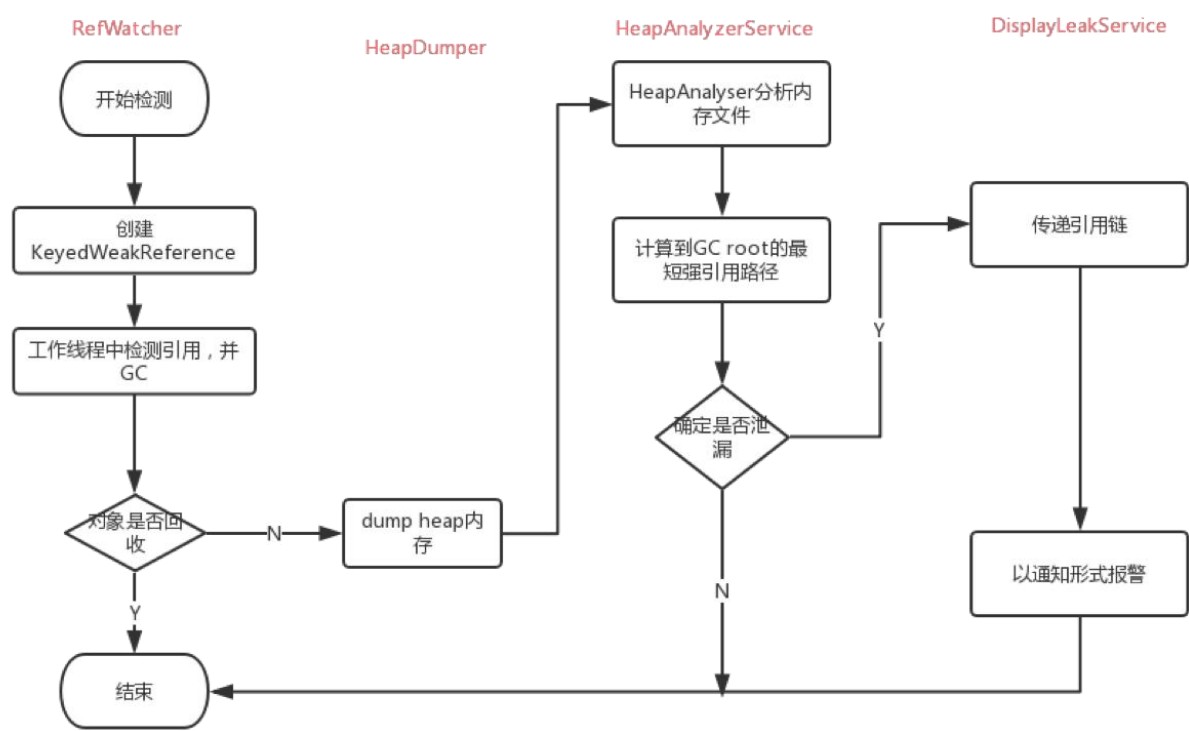 RefWatcher
HeapDumper
HeapAnalyzerService
DisplayLeakService
开始检测
创建
KeyedWeakReference
工作线程中检测引用，并
GC
对象是否回
收
N
Y
结束
dump heap内
存
HeapAnalyser分析内
存文件
计算到GC root的最
短强引用路径
确定是否泄
漏
Y
N
传递引用链
以通知形式报警